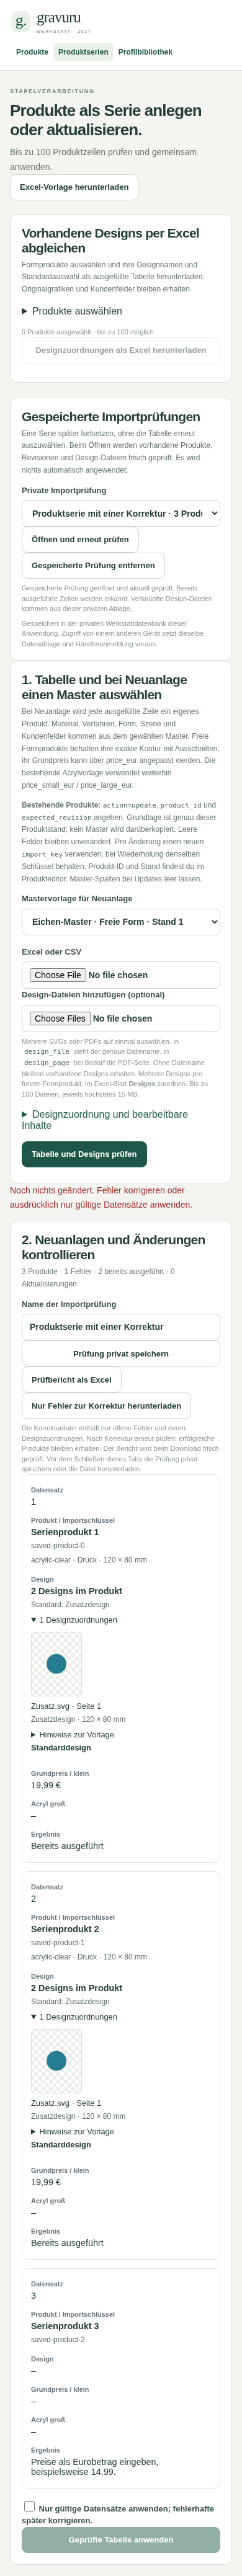 g. gravuru
WERKSTATT · 2027
Produkte Produktserien Profilbibliothek
STAPELVERARBEITUNG
Produkte als Serie anlegen
oder aktualisieren.
Bis zu 100 Produktzeilen prüfen und gemeinsam
anwenden.
Excel-Vorlage herunterladen
Vorhandene Designs per Excel
abgleichen
Formprodukte auswählen und ihre Designnamen und
Standardauswahl als ausgefüllte Tabelle herunterladen.
Originalgrafiken und Kundenfelder bleiben erhalten.
▶ Produkte auswählen
0 Produkte ausgewählt · bis zu 100 möglich
Designzuordnungen als Excel herunterladen
Gespeicherte Importprüfungen
Eine Serie später fortsetzen, ohne die Tabelle erneut
auszuwählen. Beim Öffnen werden vorhandene Produkte,
Revisionen und Design-Dateien frisch geprüft. Es wird
nichts automatisch angewendet.
Private Importprüfung
Produktserie mit einer Korrektur · 3 Produ
Öffnen und erneut prüfen
Gespeicherte Prüfung entfernen
Gespeicherte Prüfung geöffnet und aktuell geprüft. Bereits
ausgeführte Zeilen werden erkannt. Verknüpfte Design-Dateien
kommen aus dieser privaten Ablage.
Gespeichert in der privaten Werkstattdatenbank dieser
Anwendung. Zugriff von einem anderen Gerät setzt dieselbe
Datenablage und Händleranmeldung voraus.
1. Tabelle und bei Neuanlage
einen Master auswählen
Bei Neuanlage wird jede ausgefüllte Zeile ein eigenes
Produkt. Material, Verfahren, Form, Szene und
Kundenfelder kommen aus dem gewählten Master. Freie
Formprodukte behalten ihre exakte Kontur mit Ausschnitten;
ihr Grundpreis kann über price_eur angepasst werden. Die
bestehende Acrylvorlage verwendet weiterhin
price_small_eur / price_large_eur.
Bestehende Produkte: action=update, product_id und
expected_revision angeben. Grundlage ist genau dieser
Produktstand; kein Master wird darüberkopiert. Leere
Felder bleiben unverändert. Pro Änderung einen neuen
import_key verwenden; bei Wiederholung denselben
Schlüssel behalten. Produkt-ID und Stand findest du im
Produkteditor. Master-Spalten bei Updates leer lassen.
Mastervorlage für Neuanlage
Eichen-Master · Freie Form · Stand 1
Excel oder CSV
Choose File No file chosen
Design-Dateien hinzufügen (optional)
Choose Files No file chosen
Mehrere SVGs oder PDFs auf einmal auswählen. In
design_file steht der genaue Dateiname, in
design_page bei Bedarf die PDF-Seite. Ohne Dateiname
bleiben vorhandene Designs erhalten. Mehrere Designs pro
freiem Formprodukt: im Excel-Blatt Designs zuordnen. Bis zu
100 Dateien, jeweils höchstens 15 MB.
▶ Designzuordnung und bearbeitbare
Inhalte
Tabelle und Designs prüfen
Noch nichts geändert. Fehler korrigieren oder
ausdrücklich nur gültige Datensätze anwenden.
2. Neuanlagen und Änderungen
kontrollieren
3 Produkte · 1 Fehler · 2 bereits ausgeführt · 0
Aktualisierungen
Name der Importprüfung
Produktserie mit einer Korrektur
Prüfung privat speichern
Prüfbericht als Excel
Nur Fehler zur Korrektur herunterladen
Die Korrekturdatei enthält nur offene Fehler und deren
Designzuordnungen. Nach Korrektur erneut prüfen; erfolgreiche
Produkte bleiben erhalten. Der Bericht wird beim Download frisch
geprüft. Vor dem Schließen dieses Tabs die Prüfung privat
speichern oder die Datei herunterladen.
Datensatz
1
Produkt / Importschlüssel
Serienprodukt 1
saved-product-0
acrylic-clear · Druck · 120 × 80 mm
Design
2 Designs im Produkt
Standard: Zusatzdesign
▼ 1 Designzuordnungen
Zusatz.svg · Seite 1
Zusatzdesign · 120 × 80 mm
▶ Hinweise zur Vorlage
Standarddesign
Grundpreis / klein
19,99 €
Acryl groß
–
Ergebnis
Bereits ausgeführt
Datensatz
2
Produkt / Importschlüssel
Serienprodukt 2
saved-product-1
acrylic-clear · Druck · 120 × 80 mm
Design
2 Designs im Produkt
Standard: Zusatzdesign
▼ 1 Designzuordnungen
Zusatz.svg · Seite 1
Zusatzdesign · 120 × 80 mm
▶ Hinweise zur Vorlage
Standarddesign
Grundpreis / klein
19,99 €
Acryl groß
–
Ergebnis
Bereits ausgeführt
Datensatz
3
Produkt / Importschlüssel
Serienprodukt 3
saved-product-2
Design
–
Grundpreis / klein
–
Acryl groß
–
Ergebnis
Preise als Eurobetrag eingeben,
beispielsweise 14,99.
Nur gültige Datensätze anwenden; fehlerhafte
später korrigieren.
Geprüfte Tabelle anwenden